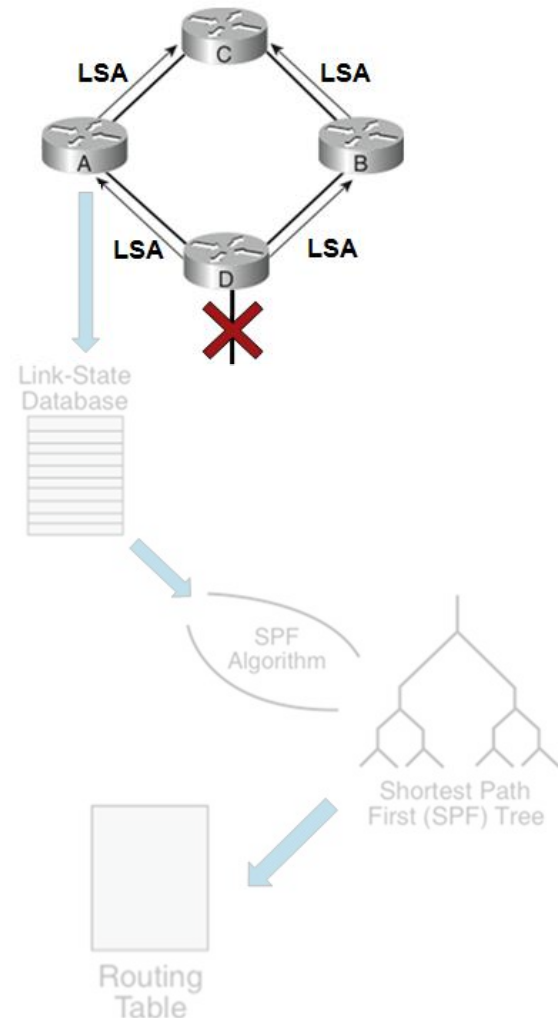 C
LSA
LSA
A
B
LSA
LSA
D
Link-State
Database
SPF
Algorithm
Shortest Path
First (SPF) Tree
Routing
Table